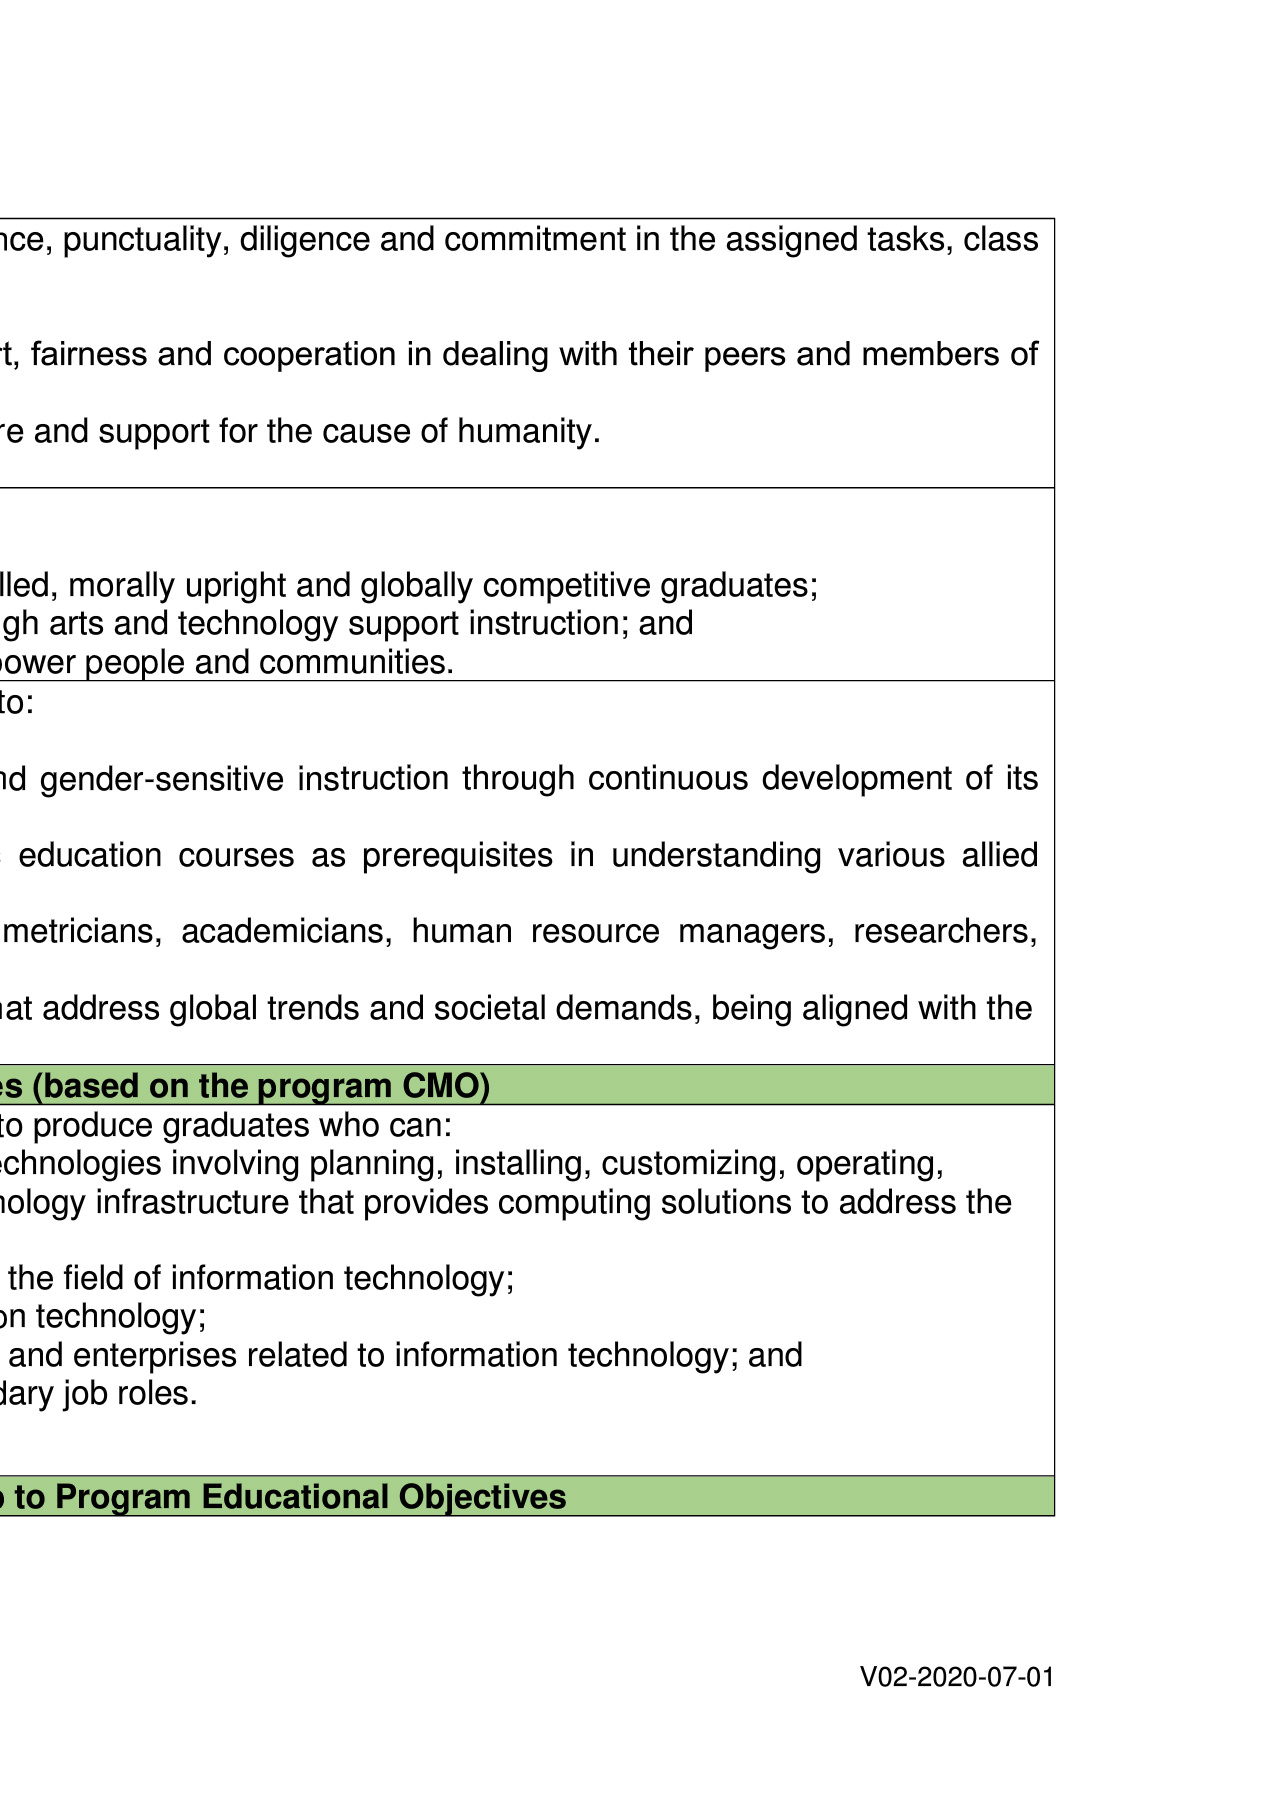 nce, punctuality, diligence and commitment in the assigned tasks, class
rt, fairness and cooperation in dealing with their peers and members of
re and support for the cause of humanity.
lled, morally upright and globally competitive graduates;
gh arts and technology support instruction; and
power people and communities.
to:
nd gender-sensitive instruction through continuous development of its
education courses as prerequisites in understanding various allied
metricians, academicians, human resource managers, researchers,
hat address global trends and societal demands, being aligned with the
es (based on the program CMO)
to produce graduates who can:
echnologies involving planning, installing, customizing, operating,
nology infrastructure that provides computing solutions to address the
the field of information technology;
on technology;
and enterprises related to information technology; and
dary job roles.
to Program Educational Objectives
V02-2020-07-01